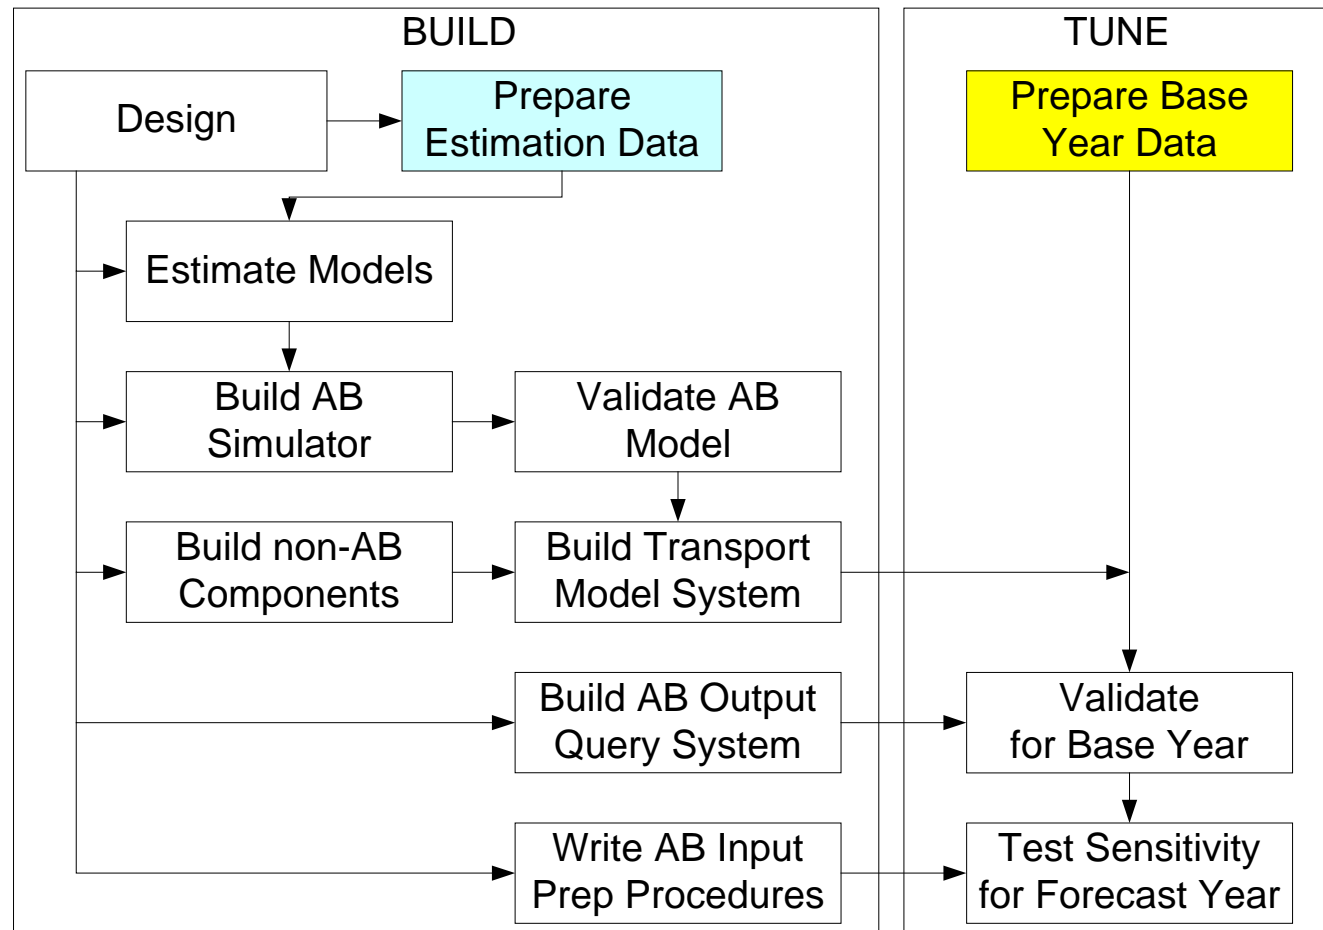 BUILD
TUNE
Design
Prepare
Estimation Data
Prepare Base
Year Data
Estimate Models
Build AB
Simulator
Validate AB
Model
Build non-AB
Components
Build Transport
Model System
Build AB Output
Query System
Validate
for Base Year
Write AB Input
Prep Procedures
Test Sensitivity
for Forecast Year